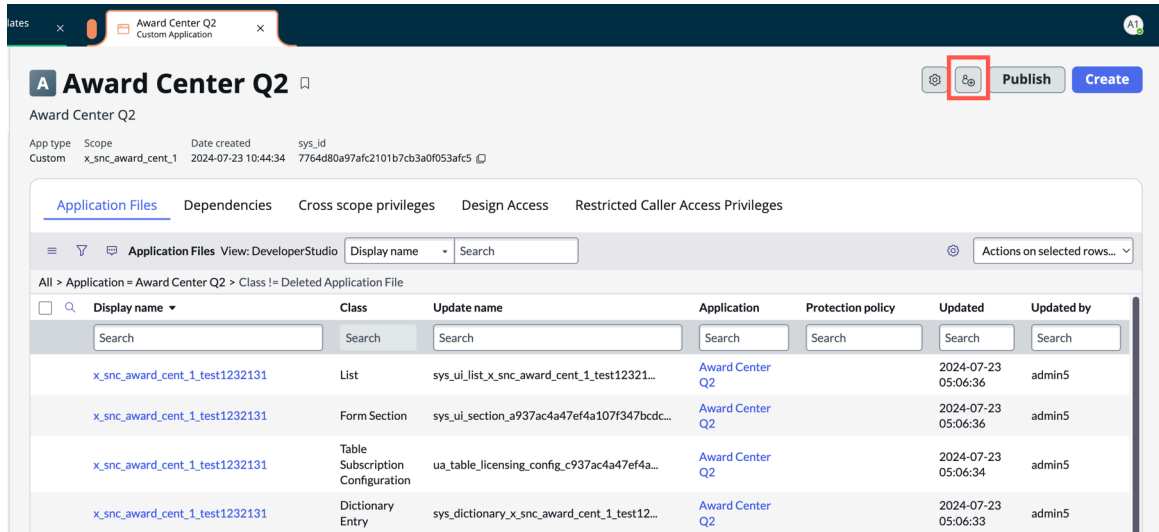 lates
Award Center Q2
Custom Application
A1
A Award Center Q2
Publish
Create
Award Center Q2
App type Scope Date created sys_id
Custom x_snc_award_cent_1 2024-07-23 10:44:34 7764d80a97afc2101b7cb3a0f053afc5
Application Files Dependencies Cross scope privileges Design Access Restricted Caller Access Privileges
Application Files View: DeveloperStudio Display name Search Actions on selected rows...
All > Application = Award Center Q2 > Class != Deleted Application File
Display name Class Update name Application Protection policy Updated Updated by
Search Search Search Search Search Search Search
x_snc_award_cent_1_test1232131 List sys_ui_list_x_snc_award_cent_1_test12321... Award Center Q2 2024-07-23 05:06:36 admin5
x_snc_award_cent_1_test1232131 Form Section sys_ui_section_a937ac4a47ef4a107f347bcdc... Award Center Q2 2024-07-23 05:06:36 admin5
x_snc_award_cent_1_test1232131 Table Subscription Configuration ua_table_licensing_config_c937ac4a47ef4a... Award Center Q2 2024-07-23 05:06:34 admin5
x_snc_award_cent_1_test1232131 Dictionary Entry sys_dictionary_x_snc_award_cent_1_test12... Award Center Q2 2024-07-23 05:06:33 admin5